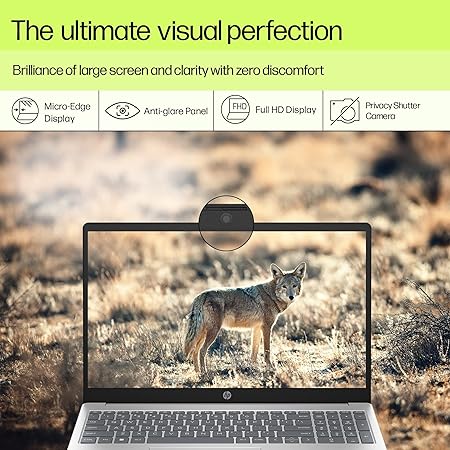 The ultimate visual perfection
Brilliance of large screen and clarity with zero discomfort
Micro-Edge
Display
Anti-glare Panel
FHD
Full HD Display
Privacy Shutter
Camera
hp